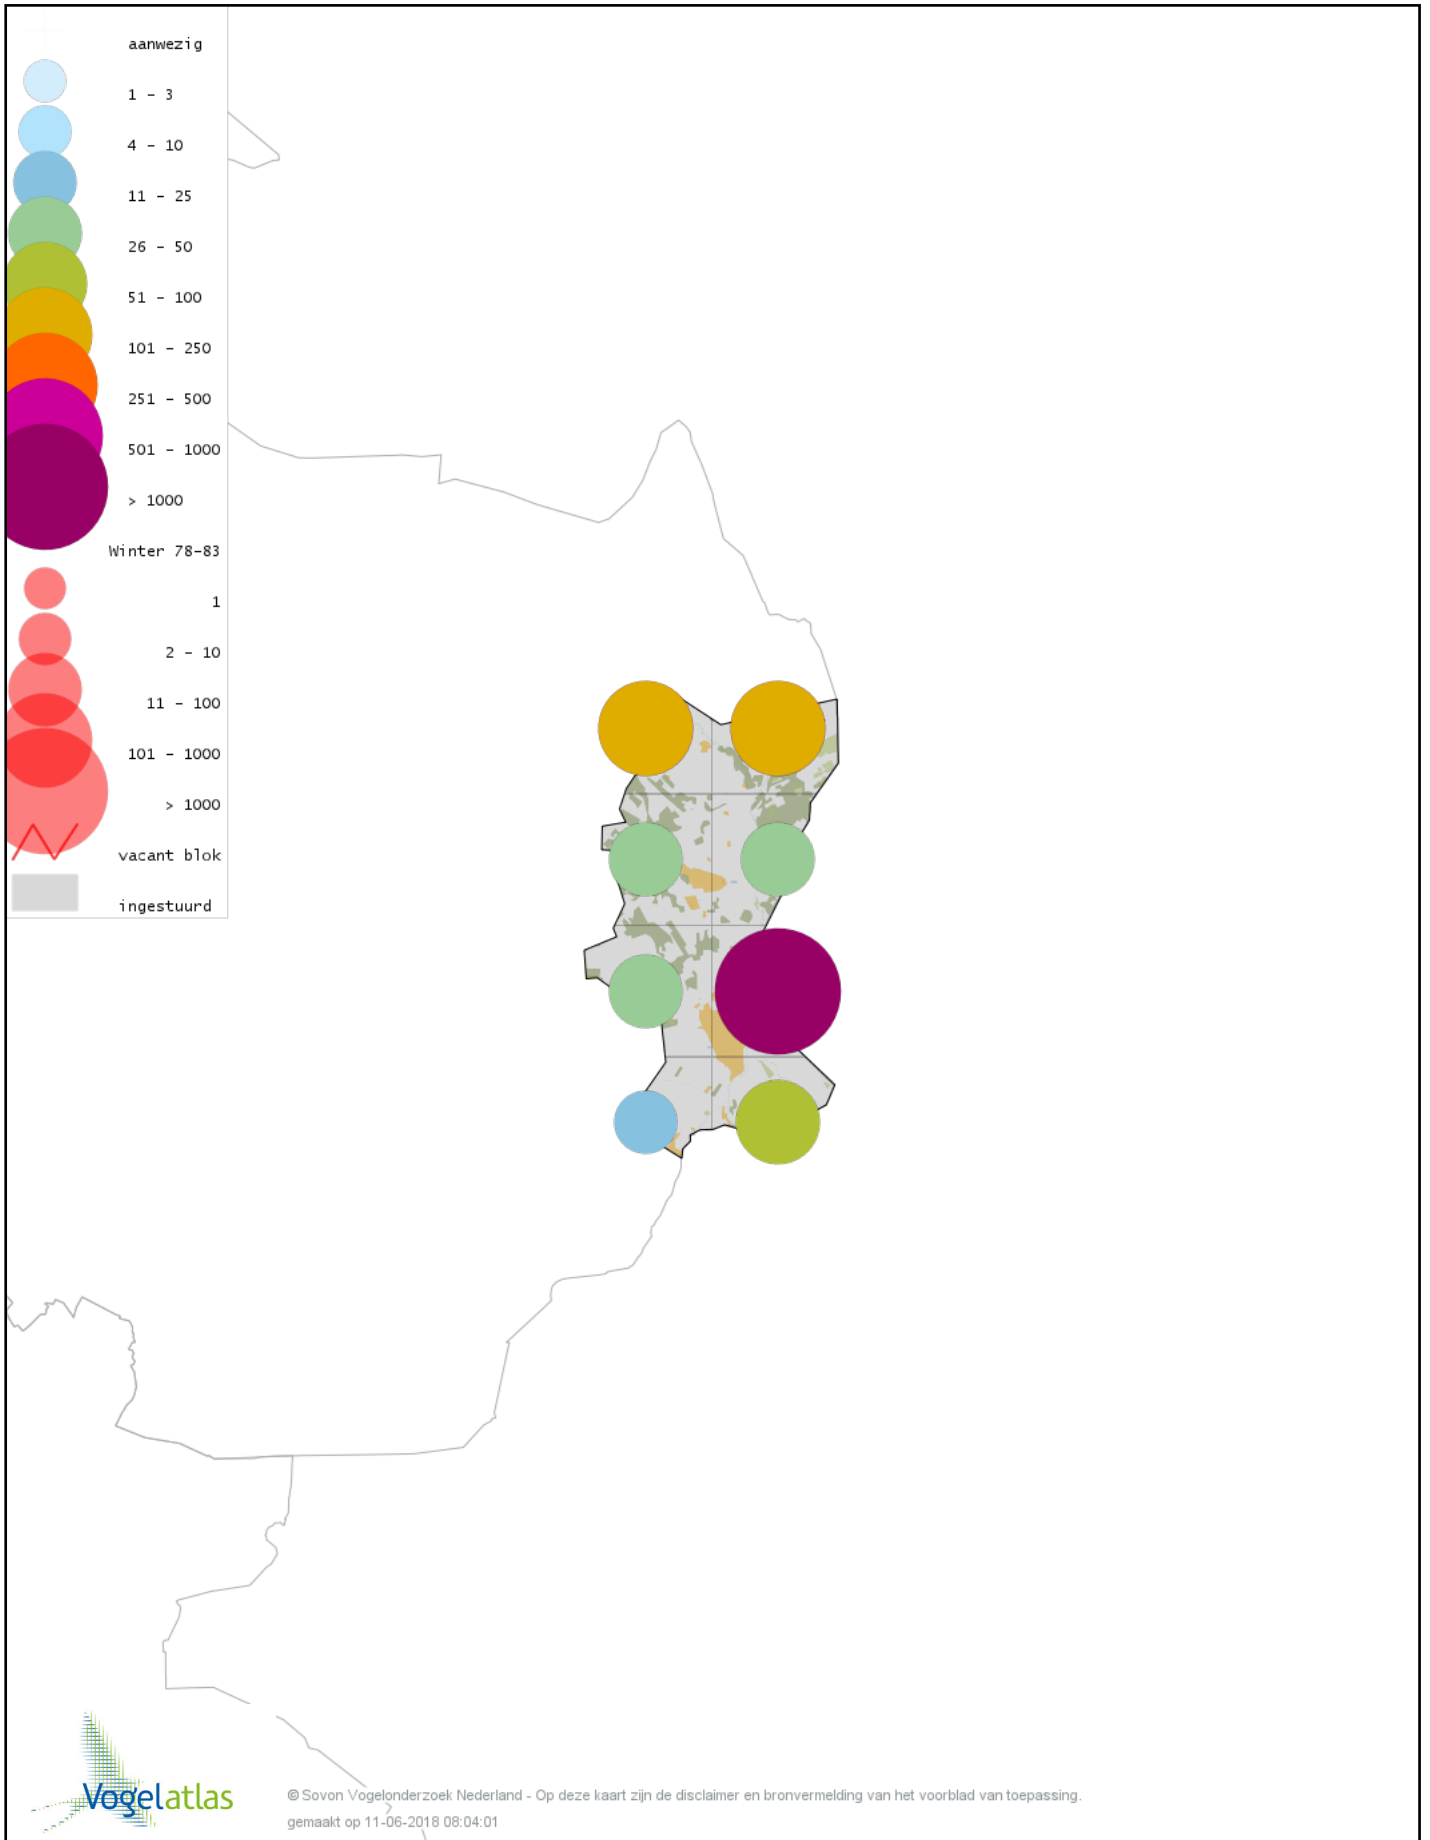 aanwezig
1 - 3
4 - 10
11 - 25
26 - 50
51 - 100
101 - 250
251 - 500
501 - 1000
> 1000
Winter 78-83
1
2 - 10
11 - 100
101 - 1000
> 1000
vacant blok
ingestuurd
Vogelatlas
© Sovon Vogelonderzoek Nederland - Op deze kaart zijn de disclaimer en bronvermelding van het voorblad van toepassing.
gemaakt op 11-06-2018 08:04:01